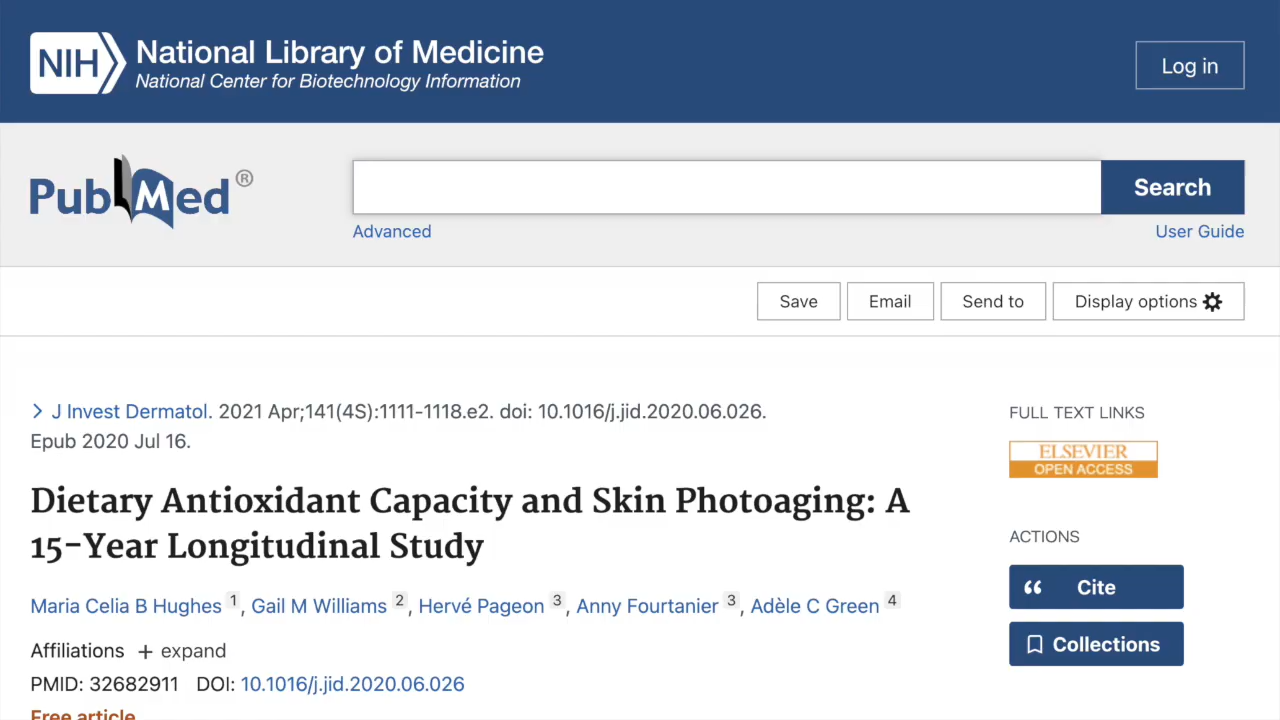 NIH National Library of Medicine
National Center for Biotechnology Information
Log in
PubMed®
Search
Advanced
User Guide
Save
Email
Send to
Display options
J Invest Dermatol. 2021 Apr;141(4S):1111-1118.e2. doi: 10.1016/j.jid.2020.06.026.
Epub 2020 Jul 16.
Dietary Antioxidant Capacity and Skin Photoaging: A
15-Year Longitudinal Study
Maria Celia B Hughes 1, Gail M Williams 2, Hervé Pageon 3, Anny Fourtanier 3, Adèle C Green 4
Affiliations + expand
PMID: 32682911 DOI: 10.1016/j.jid.2020.06.026
Free article
FULL TEXT LINKS
ELSEVIER
OPEN ACCESS
ACTIONS
Cite
Collections